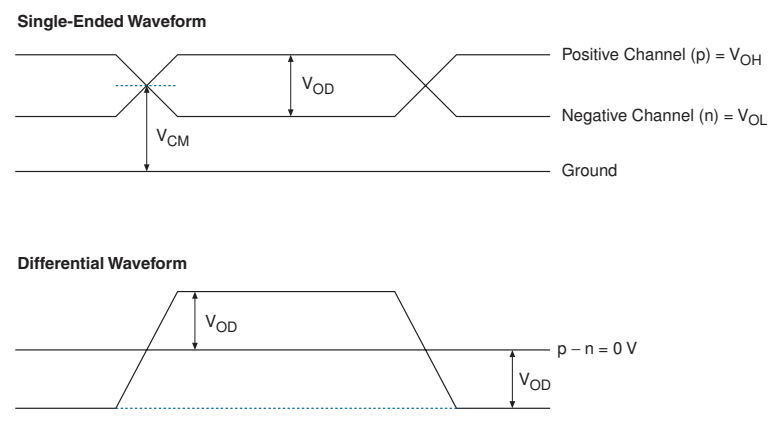 Single-Ended Waveform
Positive Channel (p) = VOH
VOD
Negative Channel (n) = VOL
VCM
Ground
Differential Waveform
VOD
p – n = 0 V
VOD